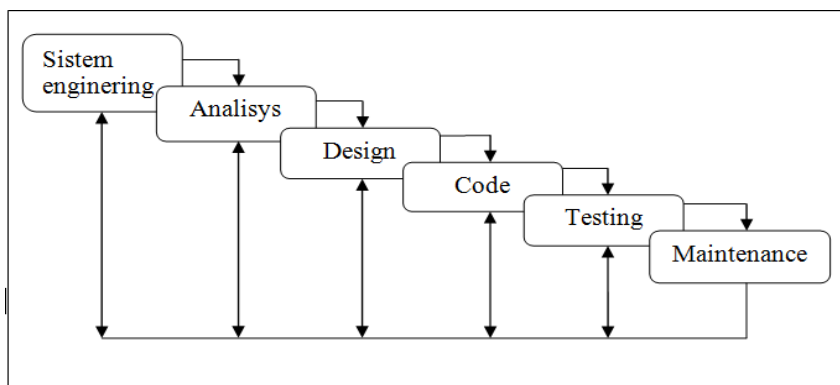 Sistem
enginering
Analisys
Design
Code
Testing
Maintenance